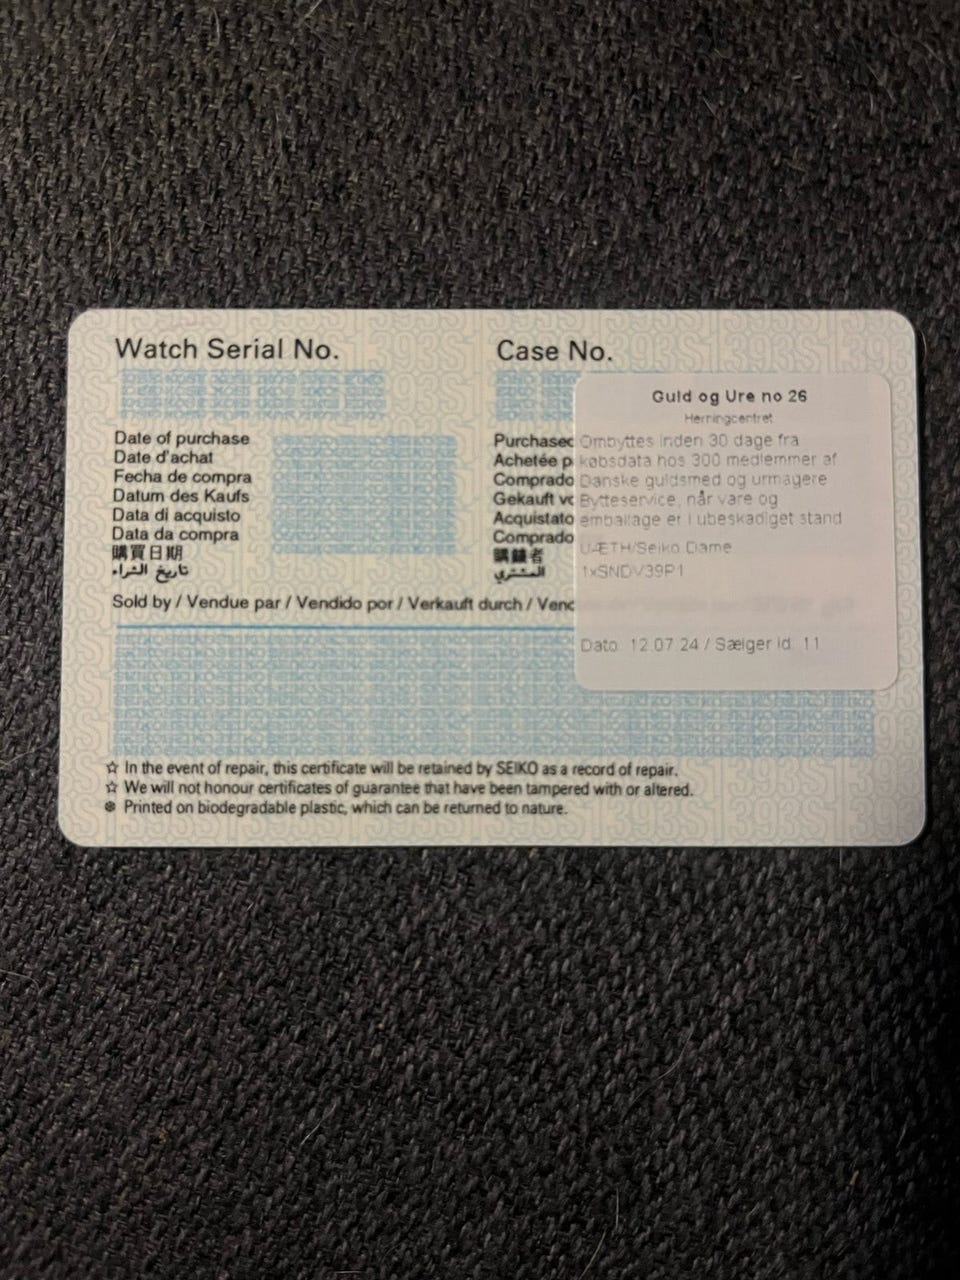 Watch Serial No.
Case No.
Date of purchase
Date d'achat
Fecha de compra
Datum des Kaufs
Data di acquisto
Data da compra
購買日期
تاريخ الشراء
Purchased
Achetée p
Comprado
Gekauft vo
Acquistato
Comprado
購錶者
المشتري
Sold by / Vendue par / Vendido por / Verkauft durch / Vend
Guld og Ure no 26
Herningcentret
Ombyttes inden 30 dage fra
købsdata hos 300 medlemmer af
Danske guldsmed og urmagere
Bytteservice, når vare og
emballage er i ubeskadiget stand
U-ÆTH/Seiko Dame
1xSNDV39P1
Dato: 12.07.24 / Sælger id: 11
☆ In the event of repair, this certificate will be retained by SEIKO as a record of repair.
☆ We will not honour certificates of guarantee that have been tampered with or altered.
❆ Printed on biodegradable plastic, which can be returned to nature.